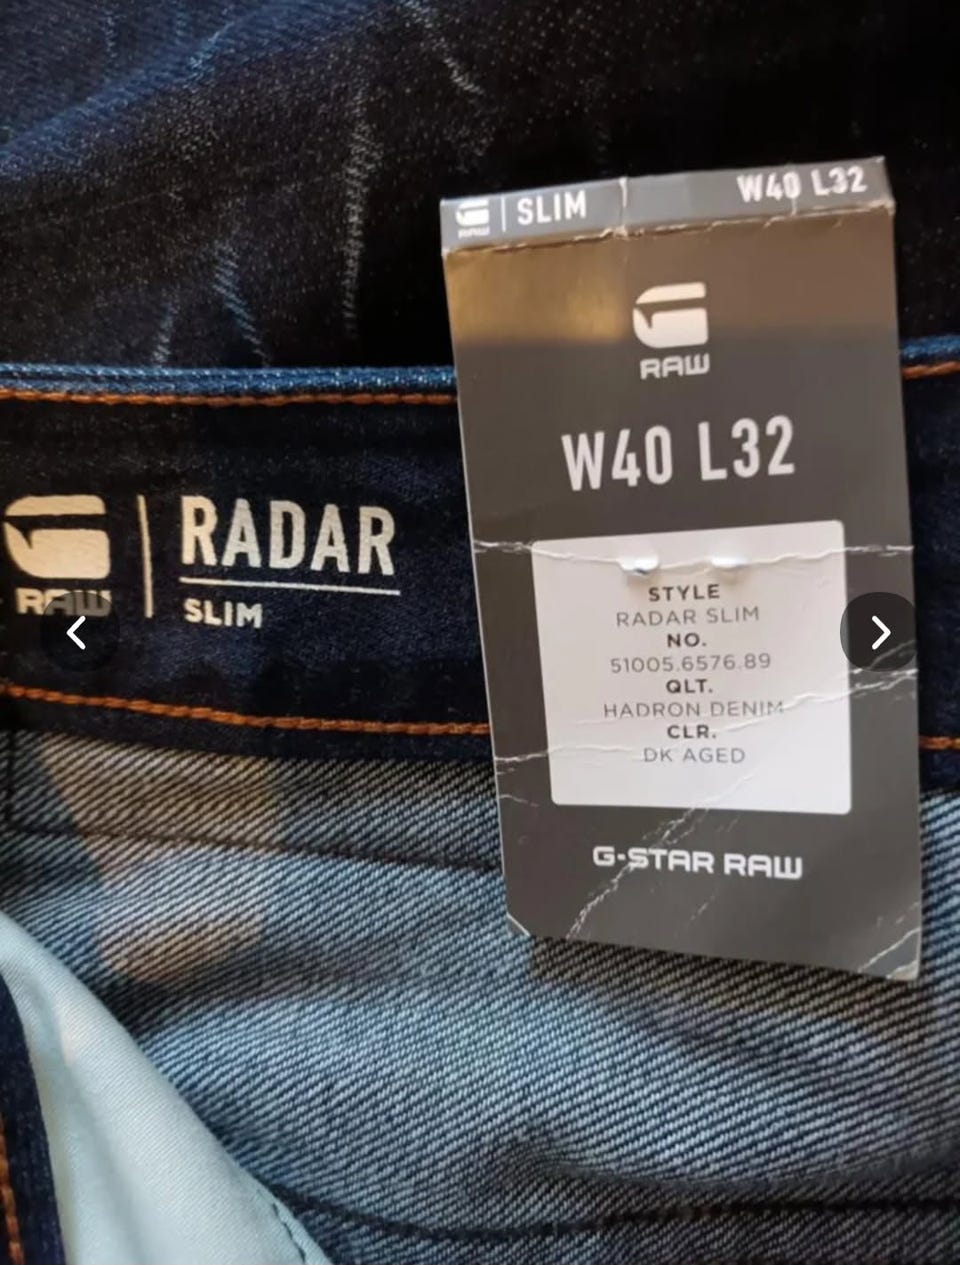 RAW | SLIM W40 L32
RAW
W40 L32
RAW | RADAR
SLIM
STYLE
RADAR SLIM
NO.
51005.6576.89
QLT.
HADRON DENIM
CLR.
DK AGED
G-STAR RAW